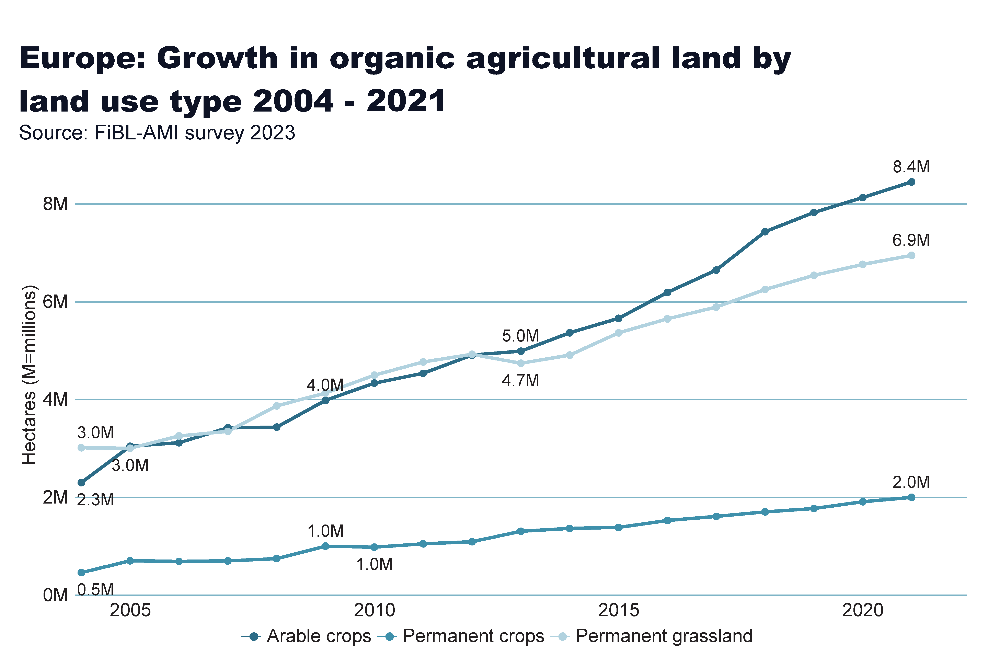 Europe: Growth in organic agricultural land by
land use type 2004 - 2021
Source: FiBL-AMI survey 2023
Hectares (M=millions)
8.4M
8M
6.9M
6M
5.0M
4.7M
4.0M
4M
3.0M
3.0M
2.0M
2M
2.3M
1.0M
1.0M
0.5M
0M
2005
2010
2015
2020
Arable crops
Permanent crops
Permanent grassland